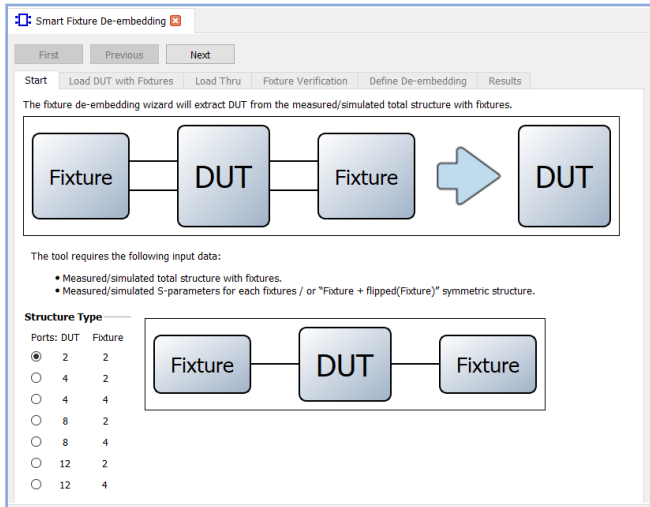 Smart Fixture De-embedding
First Previous Next
Start Load DUT with Fixtures Load Thru Fixture Verification Define De-embedding Results
The fixture de-embedding wizard will extract DUT from the measured/simulated total structure with fixtures.
Fixture DUT Fixture DUT
The tool requires the following input data:
• Measured/simulated total structure with fixtures.
• Measured/simulated S-parameters for each fixtures / or "Fixture + flipped(Fixture)" symmetric structure.
Structure Type
Ports: DUT Fixture
2 2
4 2
4 4
8 2
8 4
12 2
12 4
Fixture DUT Fixture